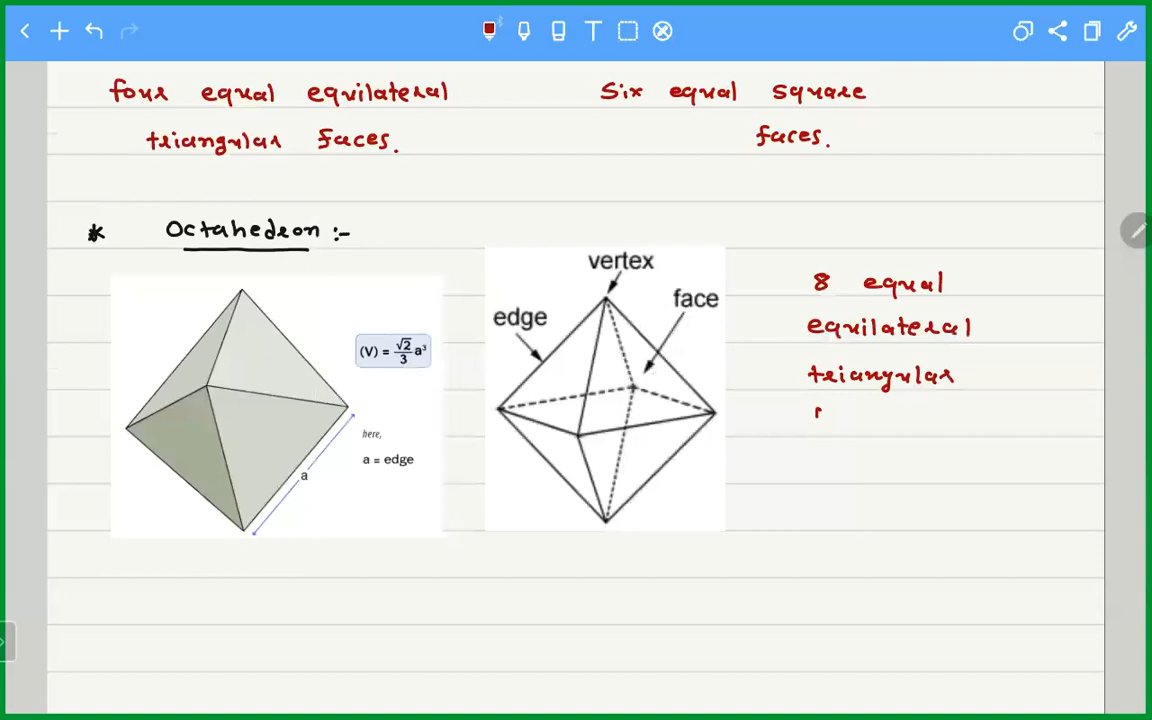 four equal equilateral
triangular faces.
Six equal square
faces.
* Octahedron :-
(V) = √2/3 a³
here,
a = edge
a
vertex
edge
face
8 equal
equilateral
triangular